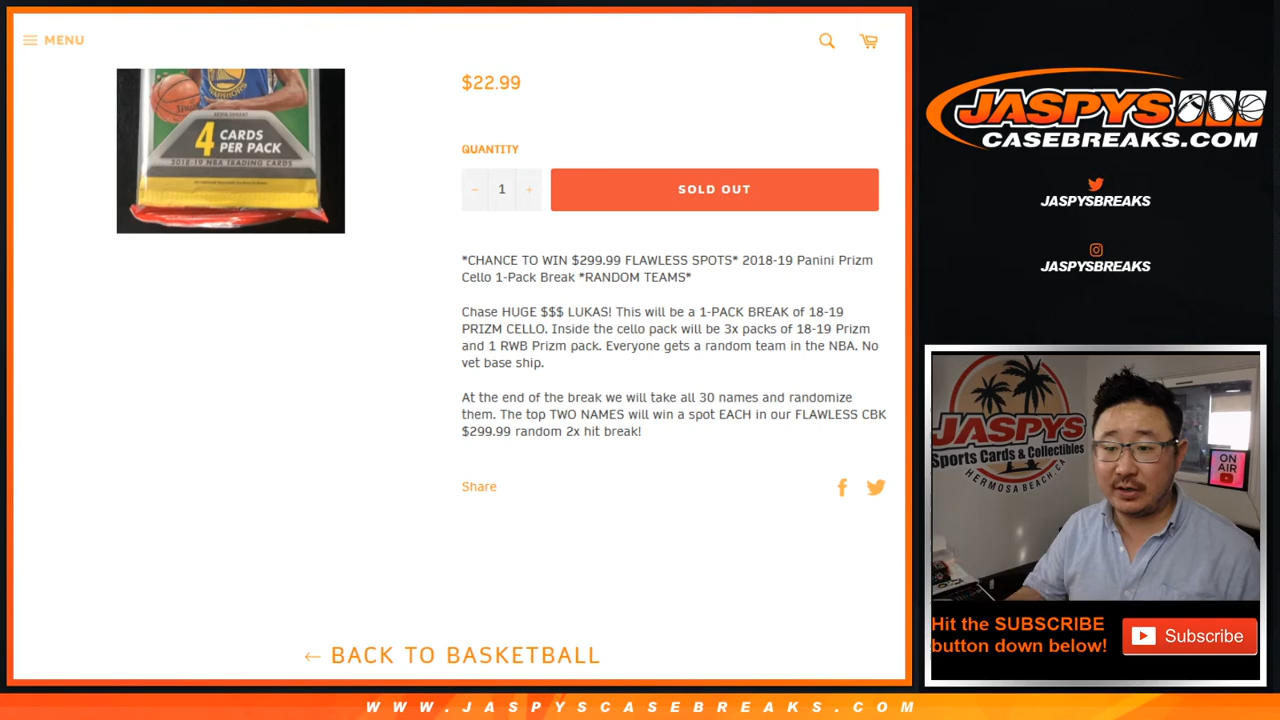 MENU
$22.99
QUANTITY
− 1 +
SOLD OUT
WARRIORS
4 CARDS
PER PACK
2018-19 NBA TRADING CARDS
*CHANCE TO WIN $299.99 FLAWLESS SPOTS* 2018-19 Panini Prizm
Cello 1-Pack Break *RANDOM TEAMS*
Chase HUGE $$$ LUKAS! This will be a 1-PACK BREAK of 18-19
PRIZM CELLO. Inside the cello pack will be 3x packs of 18-19 Prizm
and 1 RWB Prizm pack. Everyone gets a random team in the NBA. No
vet base ship.
At the end of the break we will take all 30 names and randomize
them. The top TWO NAMES will win a spot EACH in our FLAWLESS CBK
$299.99 random 2x hit break!
Share
← BACK TO BASKETBALL
JASPYS
CASEBREAKS.COM
JASPYSBREAKS
JASPYSBREAKS
JASPYS
Sports Cards & Collectibles
HERMOSA BEACH, CA
ON
AIR
Hit the SUBSCRIBE
button down below!
Subscribe
WWW.JASPYSCASEBREAKS.COM